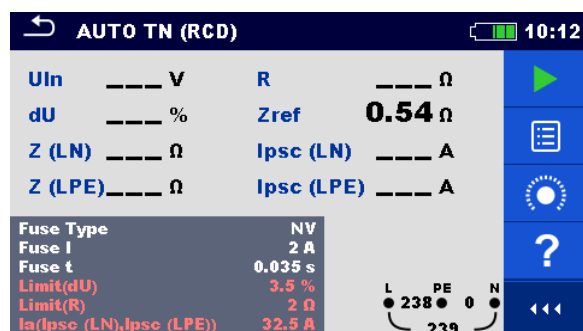 AUTO TN (RCD) 10:12
Uln ___ V R ___ Ω
dU ___ % Zref 0.54 Ω
Z (LN) ___ Ω Ipsc (LN) ___ A
Z (LPE)___ Ω Ipsc (LPE) ___ A
Fuse Type NV
Fuse I 2 A
Fuse t 0.035 s
Limit(dU) 3.5 %
Limit(R) 2 Ω
Ia(Ipsc (LN),Ipsc (LPE)) 32.5 A
L PE N
238 0
239
?